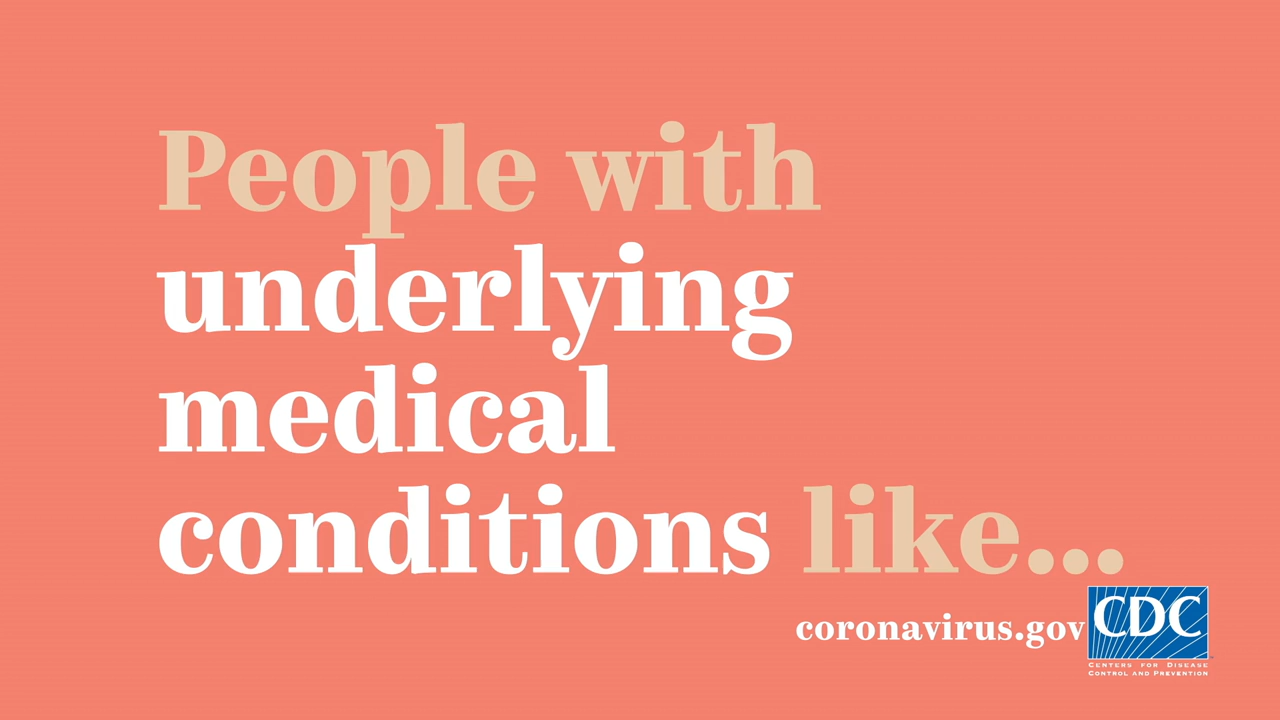 People with
underlying
medical
conditions like...
coronavirus.gov
CDC
CENTERS FOR DISEASE
CONTROL AND PREVENTION